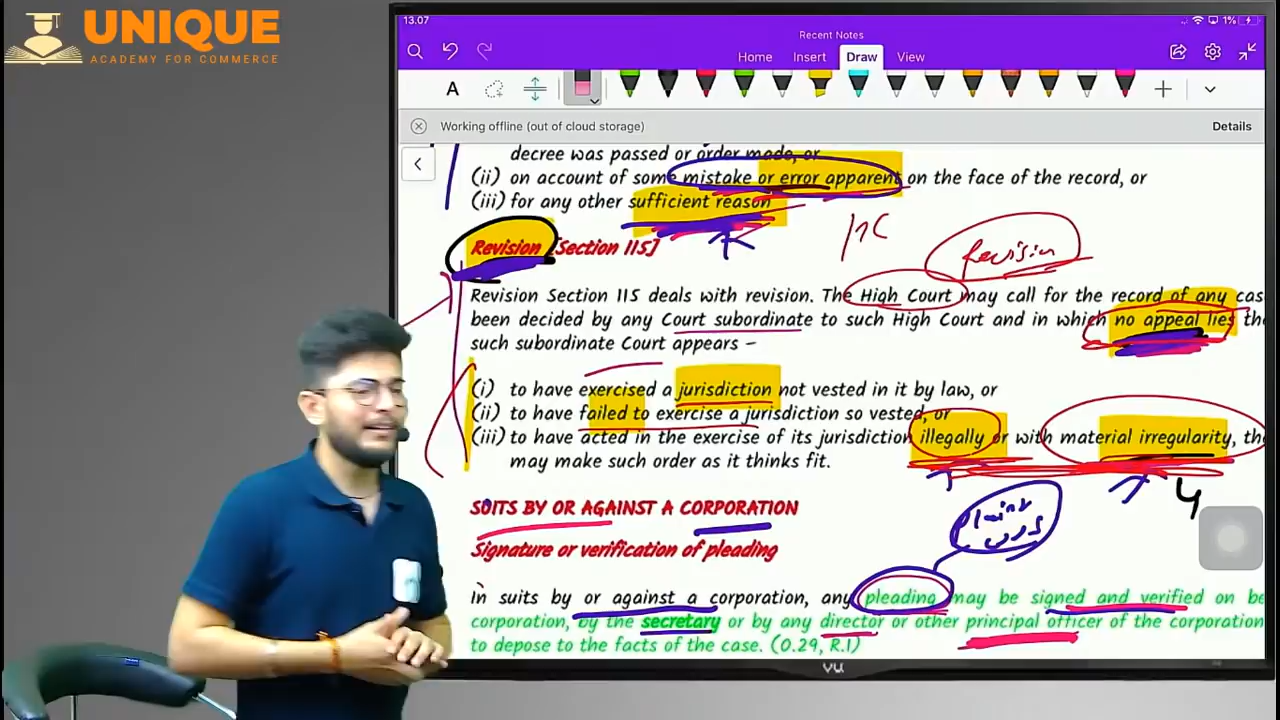 UNIQUE
ACADEMY FOR COMMERCE
13.07
1%
Recent Notes
Home Insert Draw View
A
Working offline (out of cloud storage)
Details
decree was passed or order made, or
(ii) on account of some mistake or error apparent on the face of the record, or
(iii) for any other sufficient reason
Revision [Section 115]
Revision
Revision Section 115 deals with revision. The High Court may call for the record of any cas
been decided by any Court subordinate to such High Court and in which no appeal lies the
such subordinate Court appears –
(i) to have exercised a jurisdiction not vested in it by law, or
(ii) to have failed to exercise a jurisdiction so vested, or
(iii) to have acted in the exercise of its jurisdiction illegally or with material irregularity, the
may make such order as it thinks fit.
4
SUITS BY OR AGAINST A CORPORATION
Plaint
Signature or verification of pleading
In suits by or against a corporation, any pleading may be signed and verified on be
corporation, by the secretary or by any director or other principal officer of the corporation
to depose to the facts of the case. (O.29, R.1)
VU